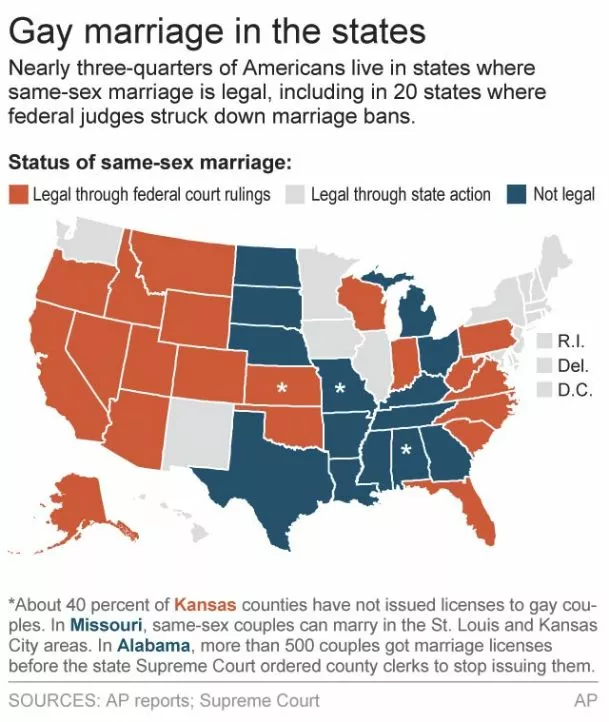 Gay marriage in the states
Nearly three-quarters of Americans live in states where
same-sex marriage is legal, including in 20 states where
federal judges struck down marriage bans.
Status of same-sex marriage:
Legal through federal court rulings
Legal through state action
Not legal
R.I.
Del.
D.C.
*
*
*
*About 40 percent of Kansas counties have not issued licenses to gay cou-
ples. In Missouri, same-sex couples can marry in the St. Louis and Kansas
City areas. In Alabama, more than 500 couples got marriage licenses
before the state Supreme Court ordered county clerks to stop issuing them.
SOURCES: AP reports; Supreme Court
AP